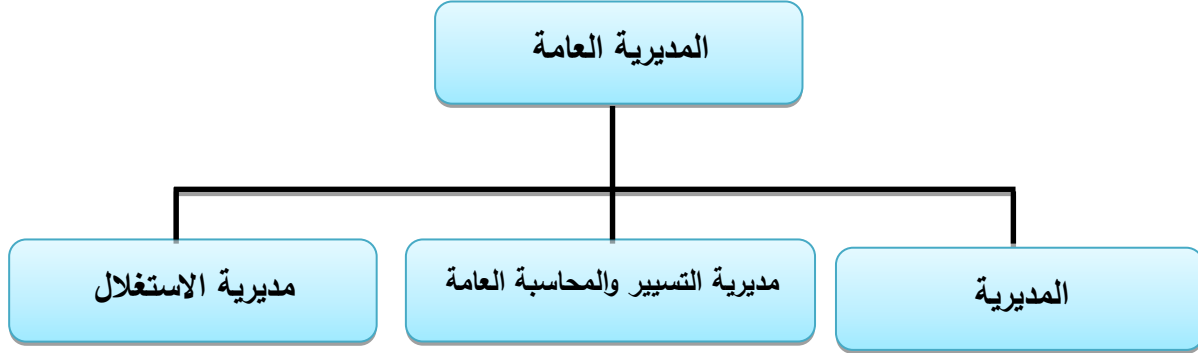 المديرية العامة
المديرية
مديرية التسيير والمحاسبة العامة
مديرية الاستغلال